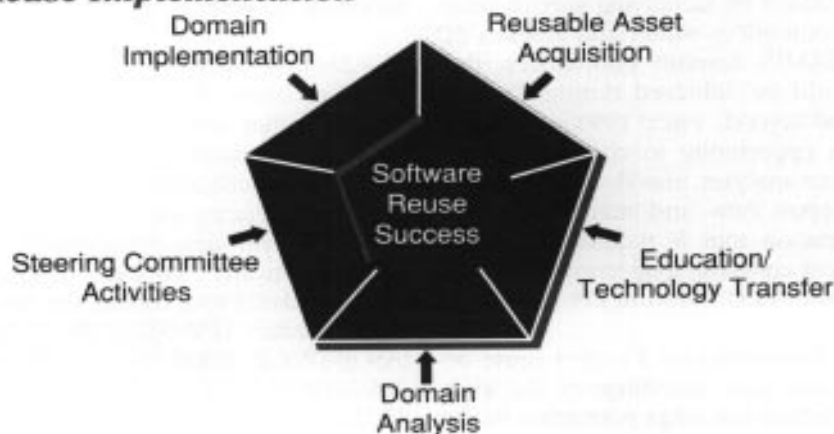 Domain
Implementation
Reusable Asset
Acquisition
Software
Reuse
Success
Steering Committee
Activities
Education/
Technology Transfer
Domain
Analysis